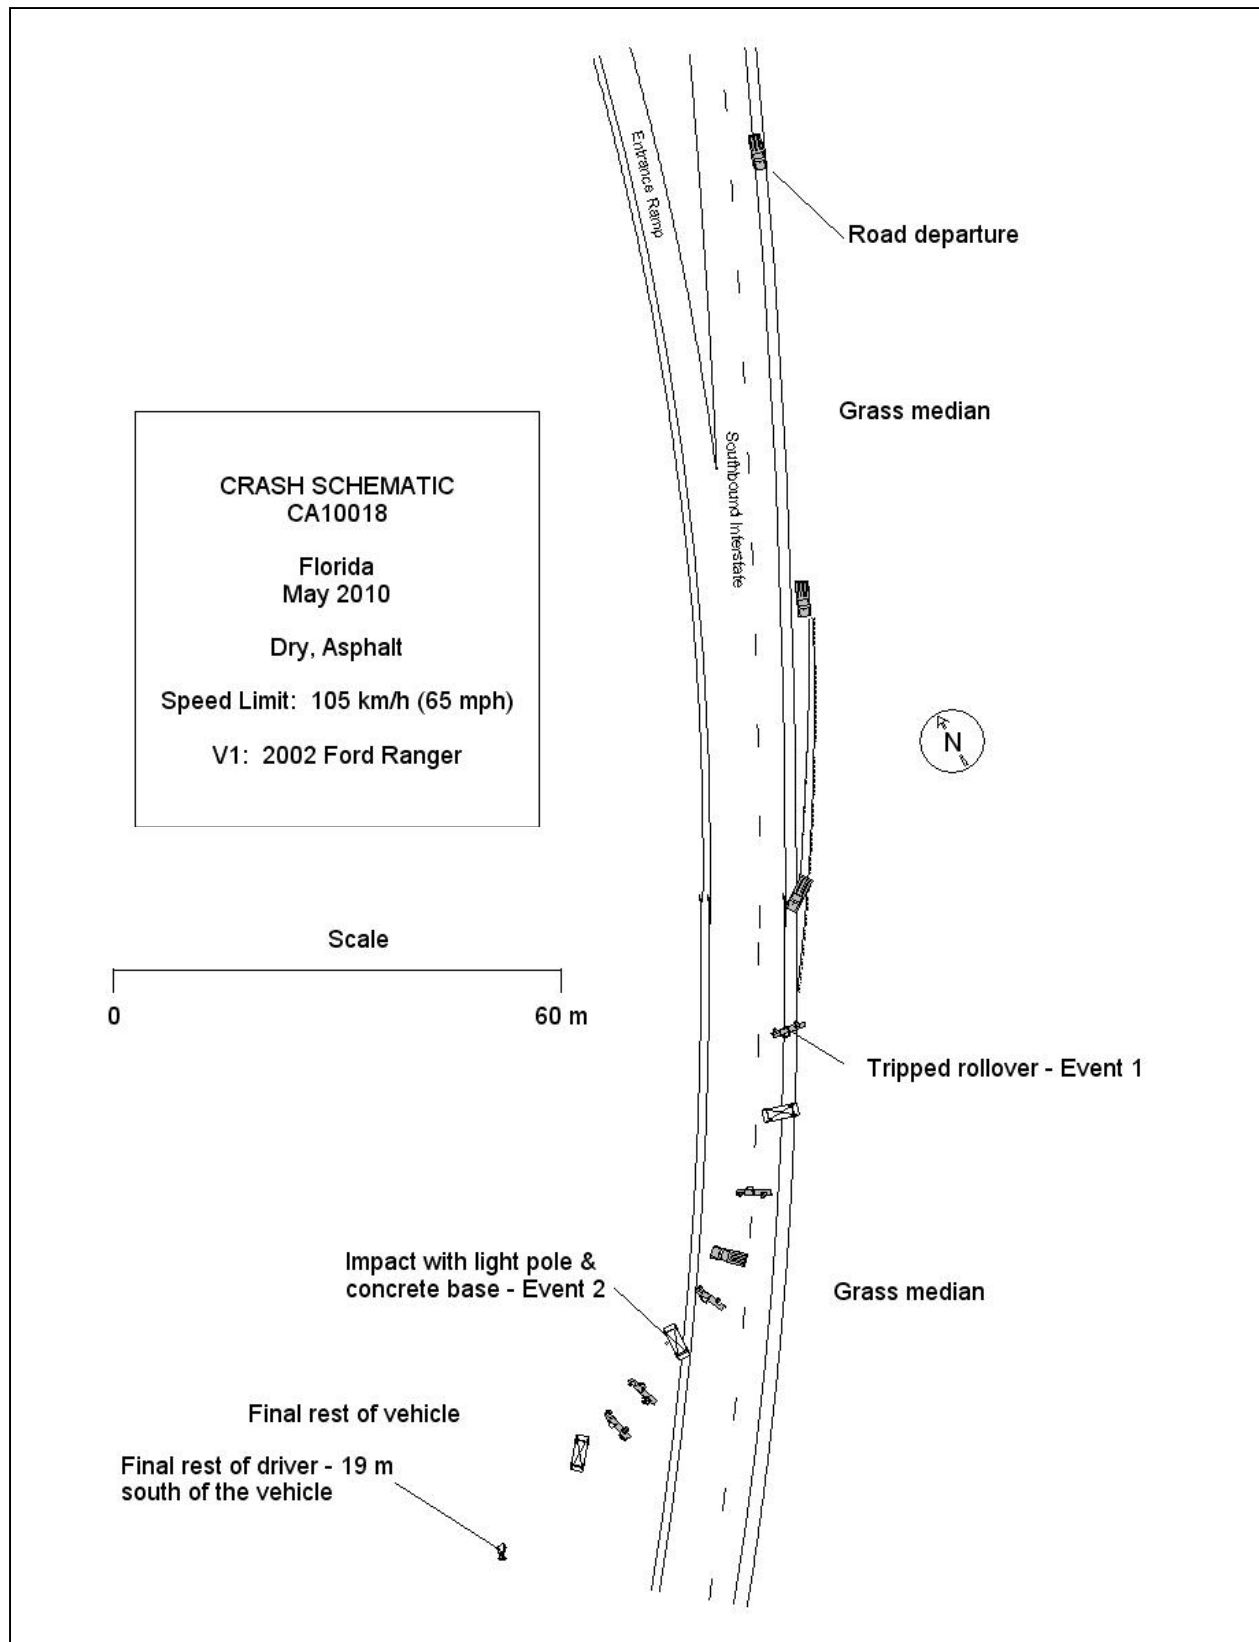 Entrance Ramp
Road departure
Grass median
Southbound Interstate
CRASH SCHEMATIC
CA10018
Florida
May 2010
Dry, Asphalt
Speed Limit: 105 km/h (65 mph)
V1: 2002 Ford Ranger
N
Scale
0
60 m
Tripped rollover - Event 1
Impact with light pole &
concrete base - Event 2
Grass median
Final rest of vehicle
Final rest of driver - 19 m
south of the vehicle